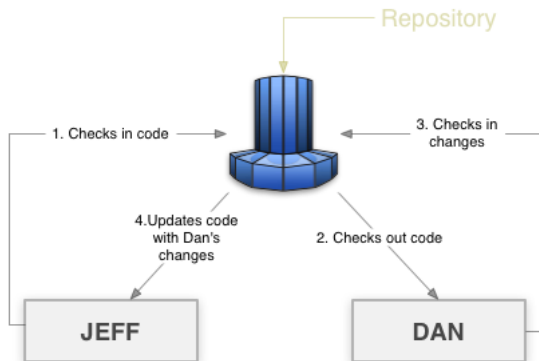 Repository
1. Checks in code
3. Checks in
changes
4.Updates code
with Dan's
changes
2. Checks out code
JEFF
DAN